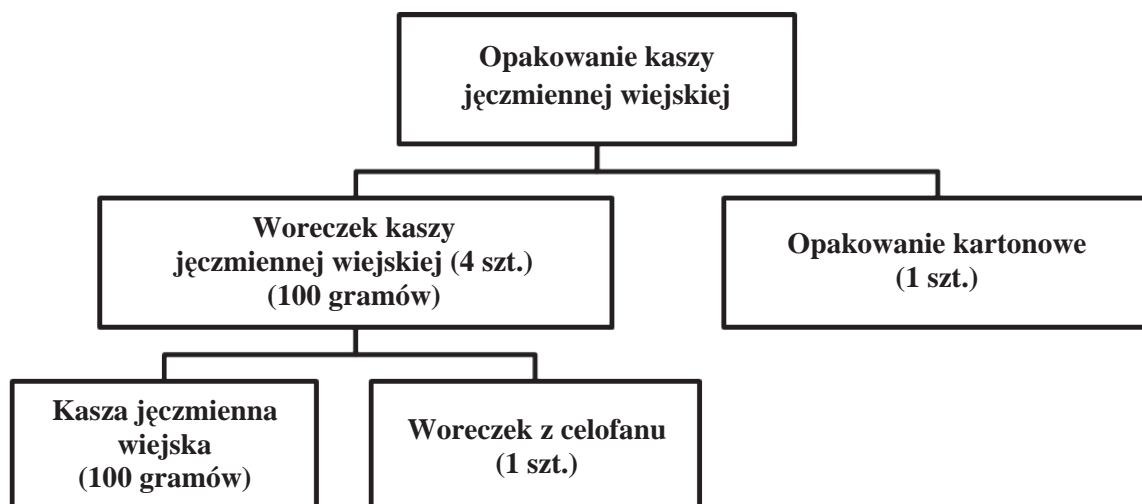 Opakowanie kaszy
jęczmiennej wiejskiej
Woreczek kaszy
jęczmiennej wiejskiej (4 szt.)
(100 gramów)
Opakowanie kartonowe
(1 szt.)
Kasza jęczmienna
wiejska
(100 gramów)
Woreczek z celofanu
(1 szt.)